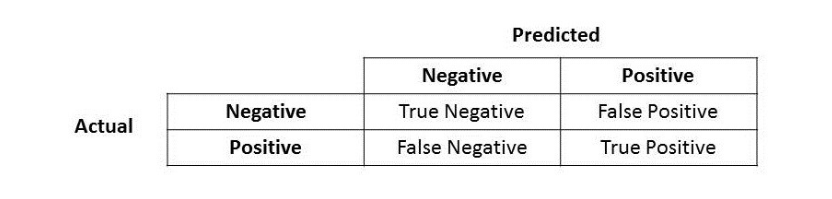 Predicted
Negative Positive
Negative True Negative False Positive
Actual
Positive False Negative True Positive